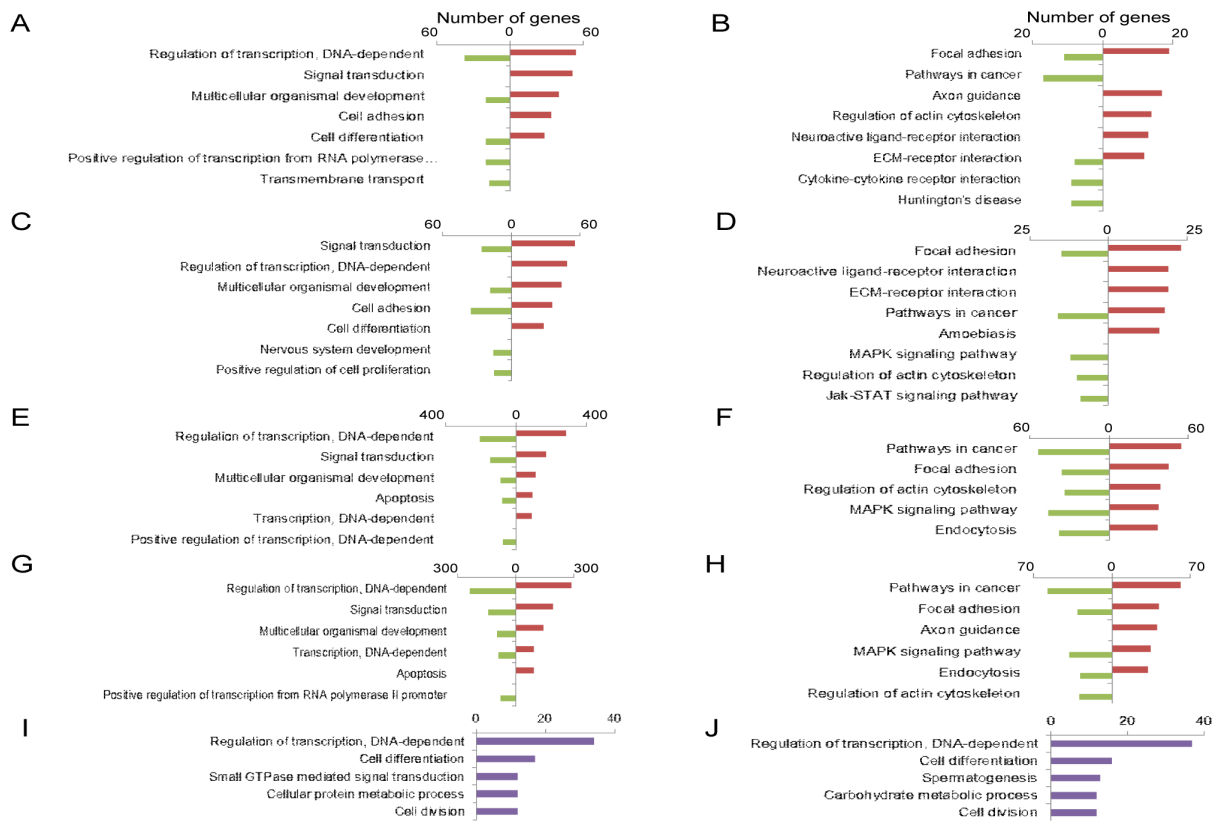 A
Number of genes
60 0 60
Regulation of transcription, DNA-dependent
Signal transduction
Multicellular organismal development
Cell adhesion
Cell differentiation
Positive regulation of transcription from RNA polymerase...
Transmembrane transport
B
Number of genes
20 0 20
Focal adhesion
Pathways in cancer
Axon guidance
Regulation of actin cytoskeleton
Neuroactive ligand-receptor interaction
ECM-receptor interaction
Cytokine-cytokine receptor interaction
Huntington's disease
C
60 0 60
Signal transduction
Regulation of transcription, DNA-dependent
Multicellular organismal development
Cell adhesion
Cell differentiation
Nervous system development
Positive regulation of cell proliferation
D
25 0 25
Focal adhesion
Neuroactive ligand-receptor interaction
ECM-receptor interaction
Pathways in cancer
Amoebiasis
MAPK signaling pathway
Regulation of actin cytoskeleton
Jak-STAT signaling pathway
E
400 0 400
Regulation of transcription, DNA-dependent
Signal transduction
Multicellular organismal development
Apoptosis
Transcription, DNA-dependent
Positive regulation of transcription, DNA-dependent
F
60 0 60
Pathways in cancer
Focal adhesion
Regulation of actin cytoskeleton
MAPK signaling pathway
Endocytosis
G
300 0 300
Regulation of transcription, DNA-dependent
Signal transduction
Multicellular organismal development
Transcription, DNA-dependent
Apoptosis
Positive regulation of transcription from RNA polymerase II promoter
H
70 0 70
Pathways in cancer
Focal adhesion
Axon guidance
MAPK signaling pathway
Endocytosis
Regulation of actin cytoskeleton
I
0 20 40
Regulation of transcription, DNA-dependent
Cell differentiation
Small GTPase mediated signal transduction
Cellular protein metabolic process
Cell division
J
0 20 40
Regulation of transcription, DNA-dependent
Cell differentiation
Spermatogenesis
Carbohydrate metabolic process
Cell division